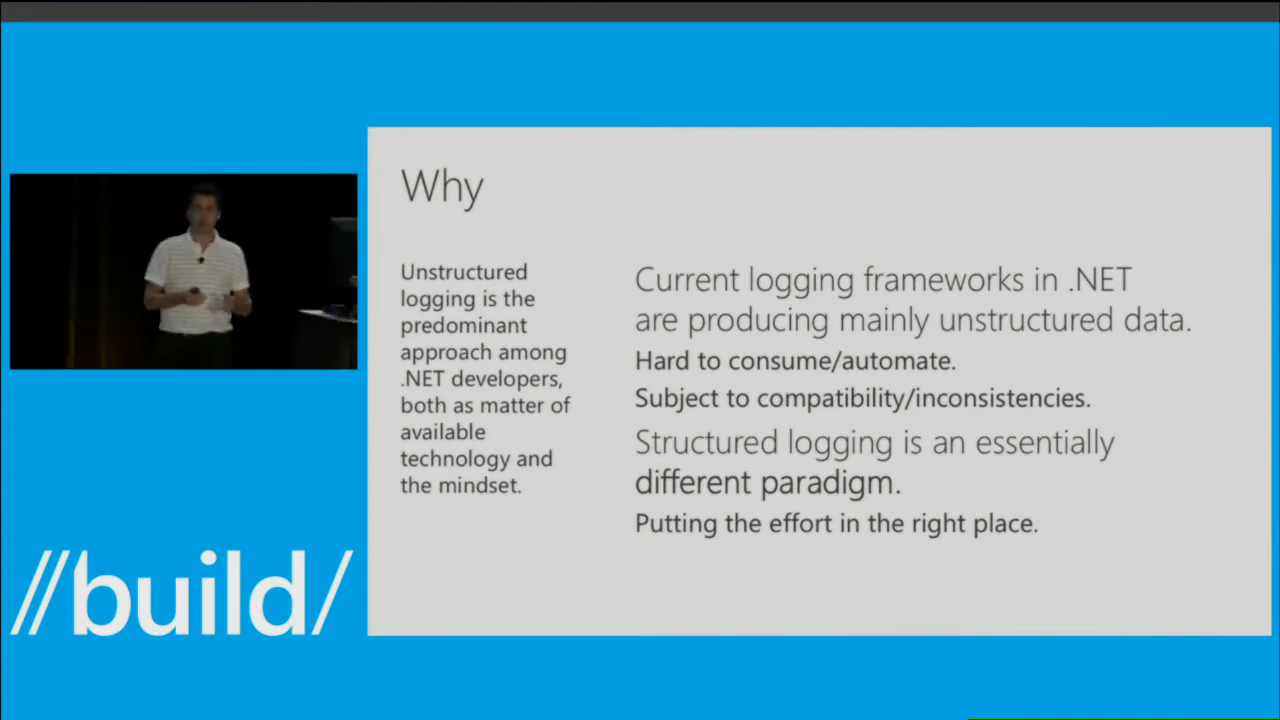 Why
Unstructured
logging is the
predominant
approach among
.NET developers,
both as matter of
available
technology and
the mindset.
Current logging frameworks in .NET
are producing mainly unstructured data.
Hard to consume/automate.
Subject to compatibility/inconsistencies.
Structured logging is an essentially
different paradigm.
Putting the effort in the right place.
//build/